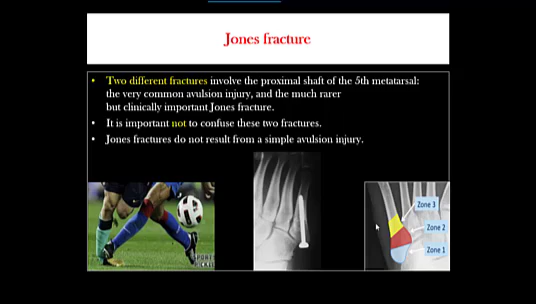 Jones fracture
• Two different fractures involve the proximal shaft of the 5th metatarsal:
the very common avulsion injury, and the much rarer
but clinically important Jones fracture.
• It is important not to confuse these two fractures.
• Jones fractures do not result from a simple avulsion injury.
Zone 3
Zone 2
Zone 1